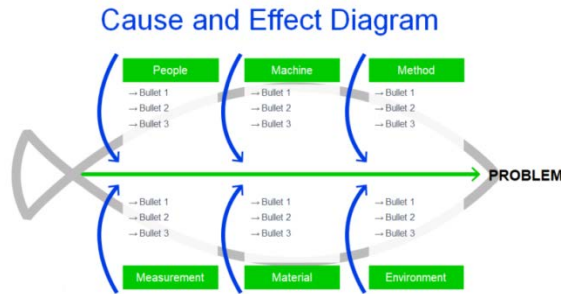 Cause and Effect Diagram
People
Machine
Method
→ Bullet 1
→ Bullet 2
→ Bullet 3
→ Bullet 1
→ Bullet 2
→ Bullet 3
→ Bullet 1
→ Bullet 2
→ Bullet 3
PROBLEM
→ Bullet 1
→ Bullet 2
→ Bullet 3
→ Bullet 1
→ Bullet 2
→ Bullet 3
→ Bullet 1
→ Bullet 2
→ Bullet 3
Measurement
Material
Environment